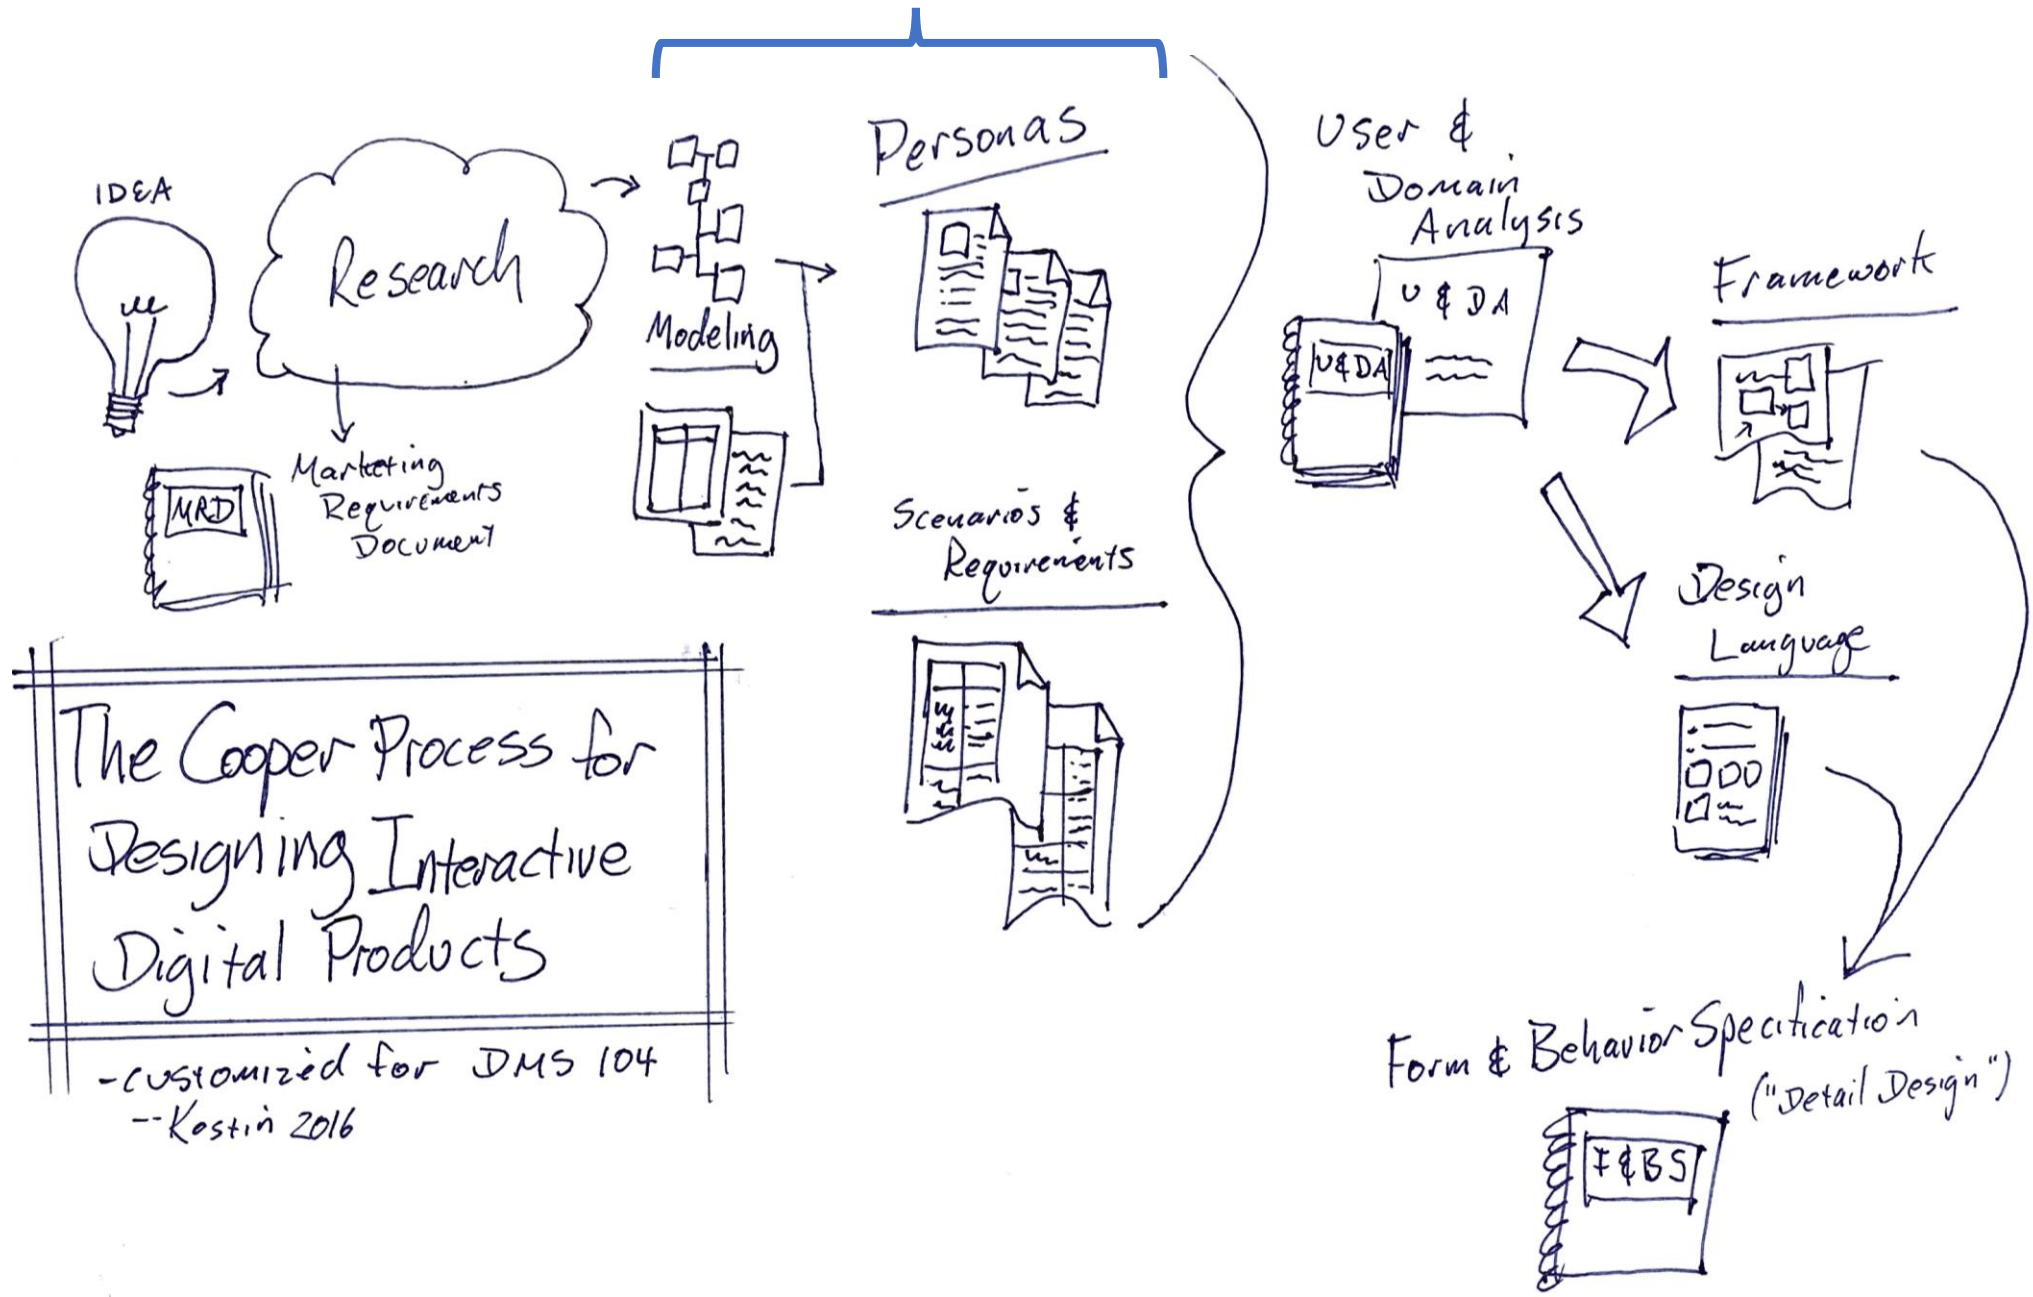 IDEA
Research
MRD
Marketing
Requirements
Document
Modeling
Personas
Scenarios &
Requirements
User &
Domain
Analysis
U & DA
U & DA
Framework
Design
Language
Form & Behavior Specification
("Detail Design")
F & BS
The Cooper Process for
Designing Interactive
Digital Products
-customized for DMS 104
--Kostin 2016